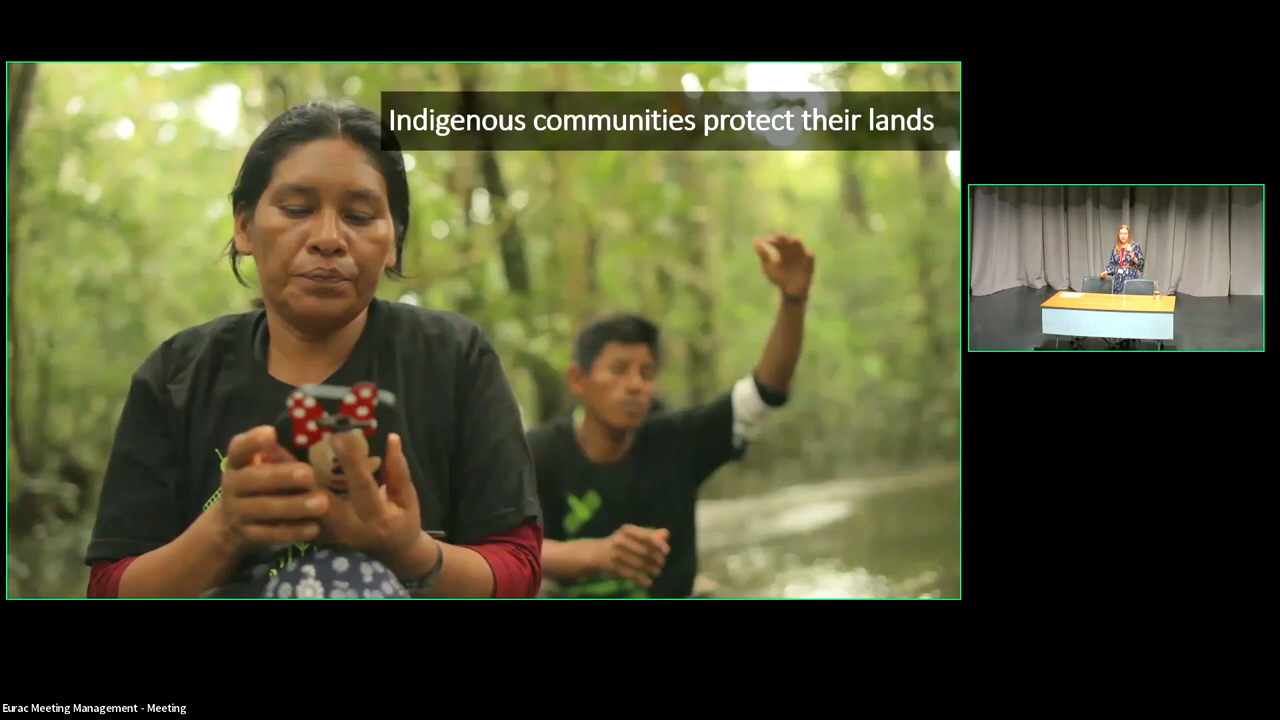 Indigenous communities protect their lands
Eurac Meeting Management - Meeting